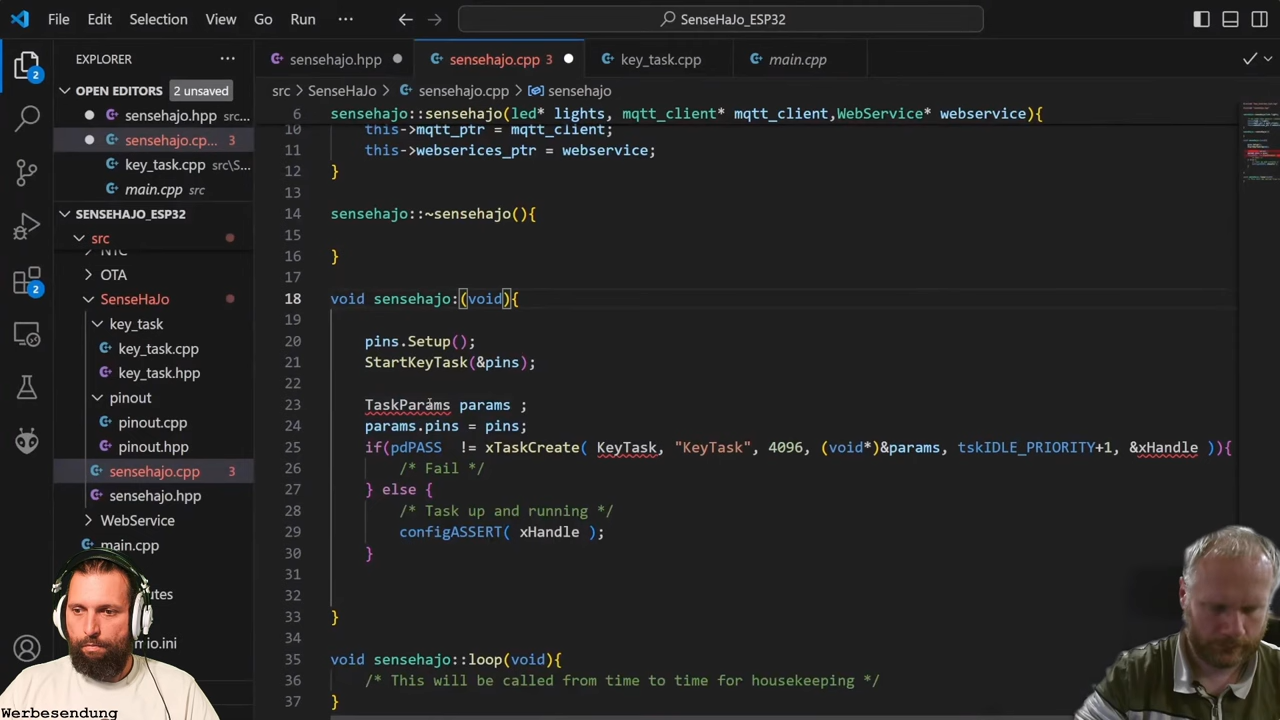 File Edit Selection View Go Run ··· SenseHaJo_ESP32
EXPLORER ···
OPEN EDITORS 2 unsaved
sensehajo.hpp src\S...
sensehajo.cp... 3
key_task.cpp src\S...
main.cpp src
SENSEHAJO_ESP32
src
NTC
OTA
SenseHaJo
key_task
key_task.cpp
key_task.hpp
pinout
pinout.cpp
pinout.hpp
sensehajo.cpp 3
sensehajo.hpp
WebService
main.cpp
2
2
sensehajo.hpp sensehajo.cpp 3 key_task.cpp main.cpp
src > SenseHaJo > sensehajo.cpp > sensehajo
6 sensehajo::sensehajo(led* lights, mqtt_client* mqtt_client,WebService* webservice){
10 this->mqtt_ptr = mqtt_client;
11 this->webserices_ptr = webservice;
12 }
13
14 sensehajo::~sensehajo(){
15
16 }
17
18 void sensehajo:(void){
19
20 pins.Setup();
21 StartKeyTask(&pins);
22
23 TaskParams params ;
24 params.pins = pins;
25 if(pdPASS != xTaskCreate( KeyTask, "KeyTask", 4096, (void*)&params, tskIDLE_PRIORITY+1, &xHandle )){
26 /* Fail */
27 } else {
28 /* Task up and running */
29 configASSERT( xHandle );
30 }
31
32
33 }
34
35 void sensehajo::loop(void){
36 /* This will be called from time to time for housekeeping */
37 }
Werbesendung